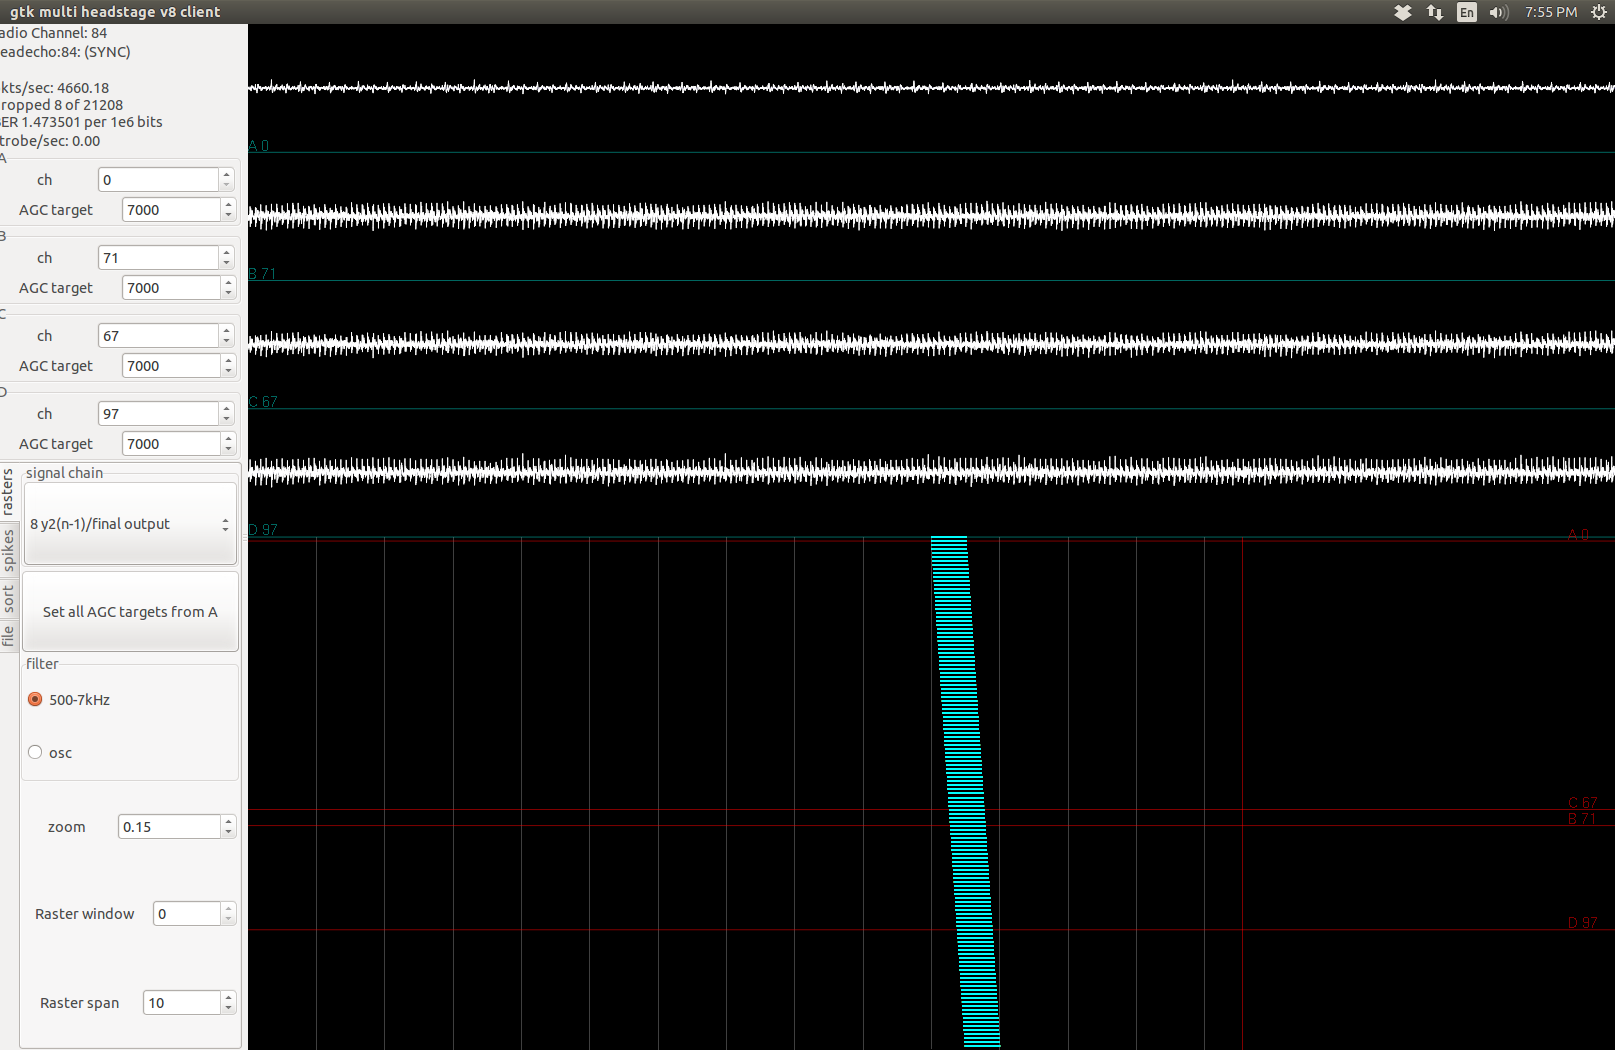 gtk multi headstage v8 client
En
7:55 PM
adio Channel: 84
eadecho:84: (SYNC)
kts/sec: 4660.18
ropped 8 of 21208
BER 1.473501 per 1e6 bits
trobe/sec: 0.00
A
ch
0
AGC target
7000
B
ch
71
AGC target
7000
C
ch
67
AGC target
7000
D
ch
97
AGC target
7000
rasters
spikes
sort
file
signal chain
8 y2(n-1)/final output
Set all AGC targets from A
filter
500-7kHz
osc
zoom
0.15
Raster window
0
Raster span
10
A 0
B 71
C 67
D 97
A 0
C 67
B 71
D 97